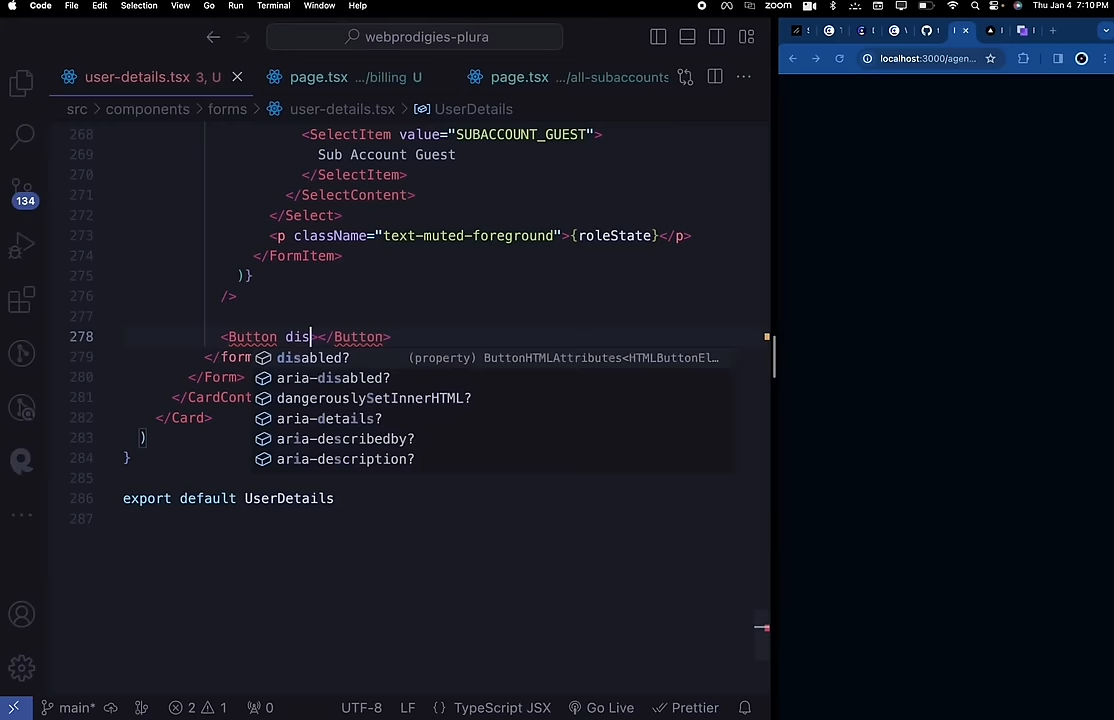 Code File Edit Selection View Go Run Terminal Window Help zoom Thu Jan 4 7:10 PM
webprodigies-plura
user-details.tsx 3, U page.tsx .../billing U page.tsx .../all-subaccounts
localhost:3000/agen...
src > components > forms > user-details.tsx > UserDetails
268 <SelectItem value="SUBACCOUNT_GUEST">
269 Sub Account Guest
270 </SelectItem>
271 </SelectContent>
272 </Select>
273 <p className="text-muted-foreground">{roleState}</p>
274 </FormItem>
275 )}
276 />
277
278 <Button dis></Button>
279 </form
disabled? (property) ButtonHTMLAttributes<HTMLButtonEl…
280 </Form>
aria-disabled?
281 </CardCont
dangerouslySetInnerHTML?
282 </Card>
aria-details?
283 )
aria-describedby?
284 }
aria-description?
285
286 export default UserDetails
287
134
main* 2 1 0 UTF-8 LF {} TypeScript JSX Go Live Prettier